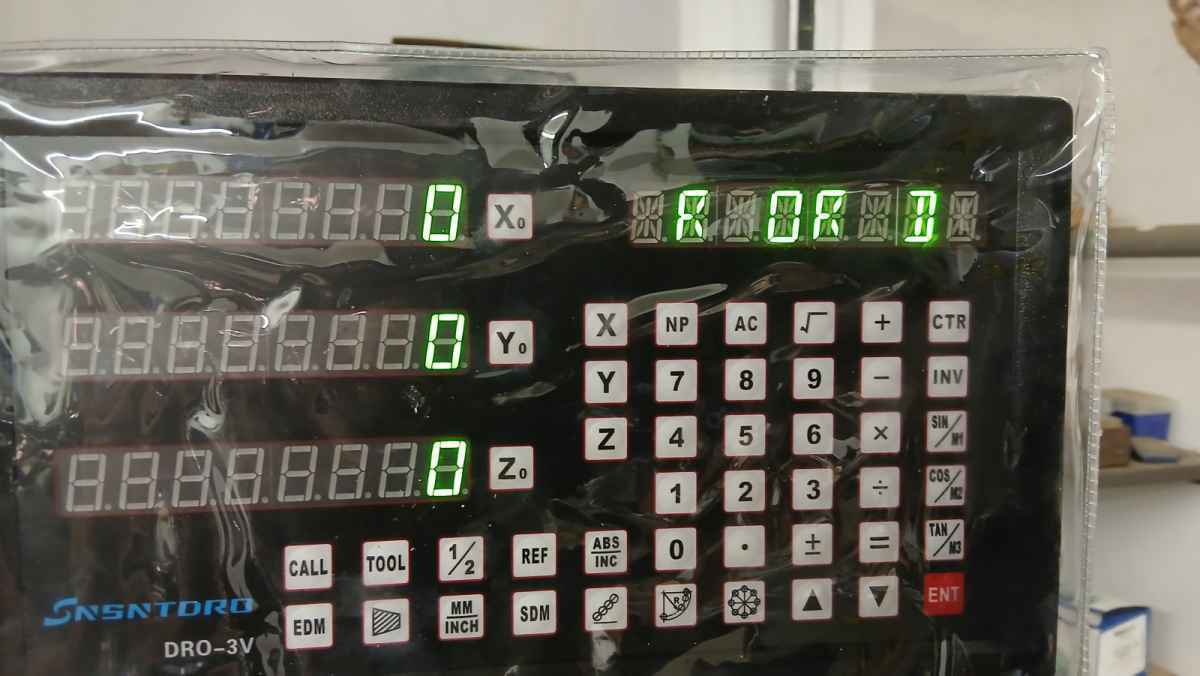 0 X₀ R OR D
0 Y₀
0 Z₀
X NP AC √ + CTR
Y 7 8 9 − INV
Z 4 5 6 × SIN/M1
1 2 3 ÷ COS/M2
CALL TOOL 1/2 REF ABS/INC 0 . ± = TAN/M3
EDM MM/INCH SDM R ▲ ▼ ENT
SNSNTDRO
DRO-3V